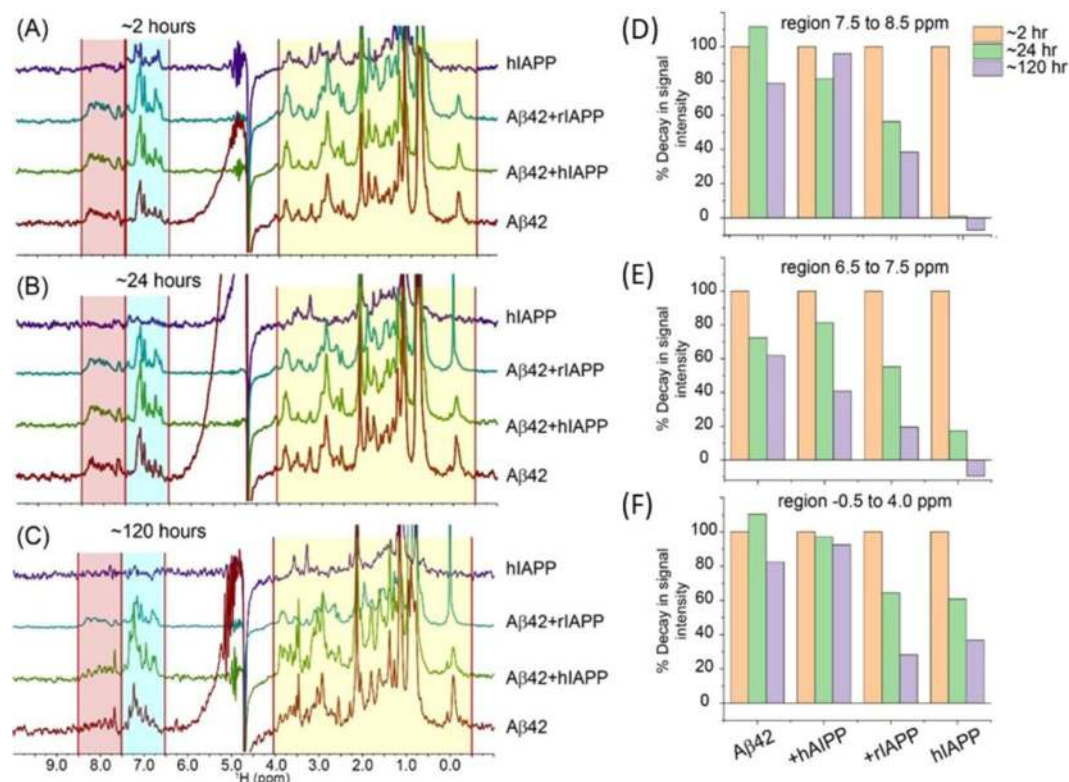 (A)
~2 hours
hIAPP
Aβ42+rIAPP
Aβ42+hIAPP
Aβ42
(B)
~24 hours
hIAPP
Aβ42+rIAPP
Aβ42+hIAPP
Aβ42
(C)
~120 hours
hIAPP
Aβ42+rIAPP
Aβ42+hIAPP
Aβ42
9.0 8.0 7.0 6.0 5.0 4.0 3.0 2.0 1.0 0.0
¹H (ppm)
(D)
region 7.5 to 8.5 ppm
~2 hr
~24 hr
~120 hr
% Decay in signal
intensity
100
80
60
40
20
0
(E)
region 6.5 to 7.5 ppm
% Decay in signal
intensity
100
80
60
40
20
0
(F)
region -0.5 to 4.0 ppm
% Decay in signal
intensity
100
80
60
40
20
0
Aβ42 +hAIPP +rIAPP hIAPP